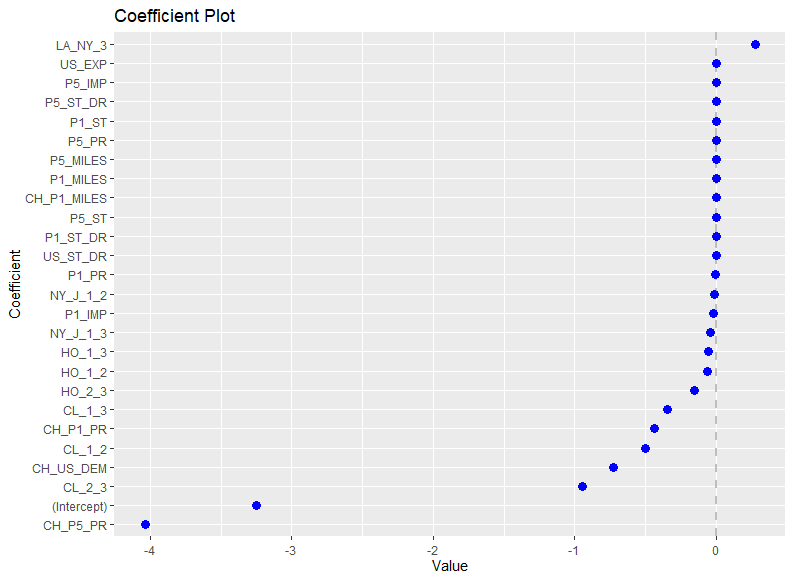 Coefficient Plot
LA_NY_3
US_EXP
P5_IMP
P5_ST_DR
P1_ST
P5_PR
P5_MILES
P1_MILES
CH_P1_MILES
P5_ST
P1_ST_DR
US_ST_DR
P1_PR
NY_J_1_2
P1_IMP
NY_J_1_3
HO_1_3
HO_1_2
HO_2_3
CL_1_3
CH_P1_PR
CL_1_2
CH_US_DEM
CL_2_3
(Intercept)
CH_P5_PR
Coefficient
-4 -3 -2 -1 0
Value